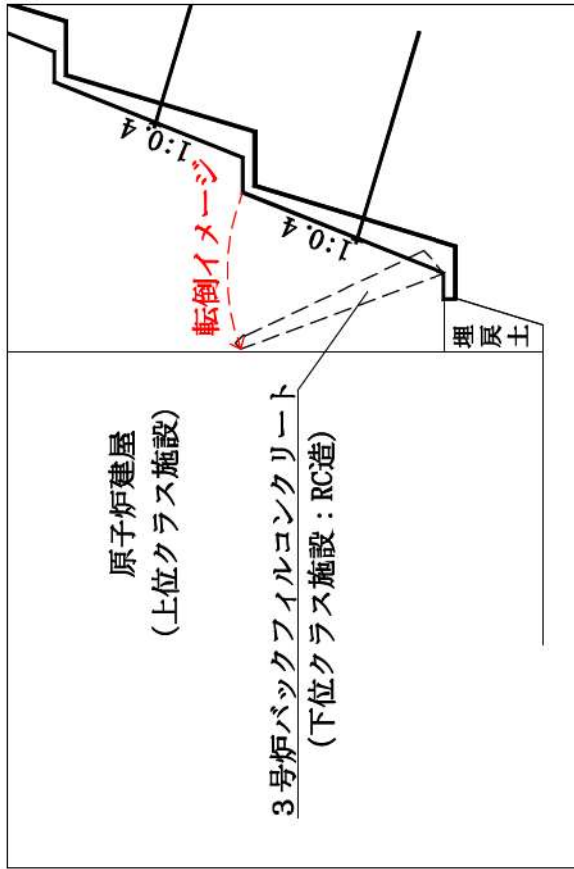 原子炉建屋
(上位クラス施設)
3号炉バックフィルコンクリート
(下位クラス施設：RC造)
転倒イメージ
1:0.4
1:0.4
埋戻土